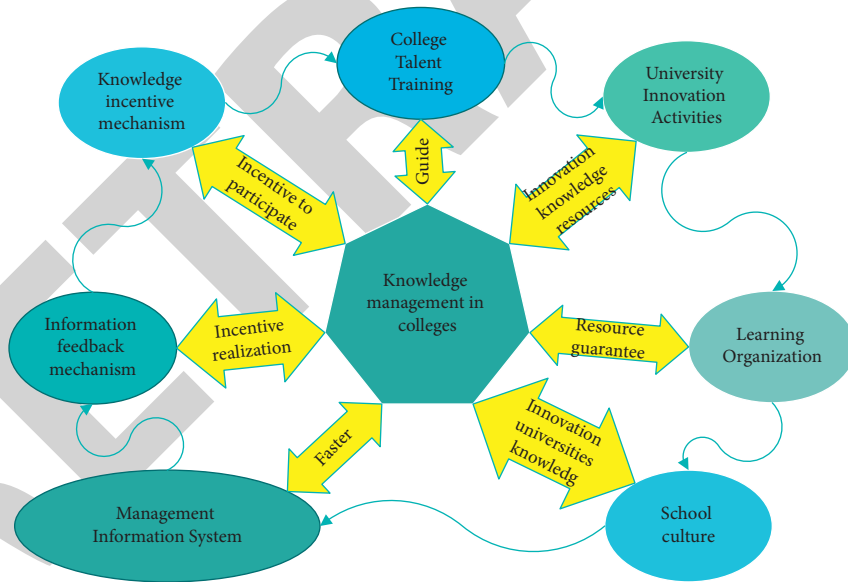 College
Talent
Training
Knowledge
incentive
mechanism
University
Innovation
Activities
Incentive to
participate
Guide
Innovation
knowledge
resources
Knowledge
management in
colleges
Information
feedback
mechanism
Incentive
realization
Resource
guarantee
Learning
Organization
Faster
Innovation
universities
knowledg
Management
Information System
School
culture